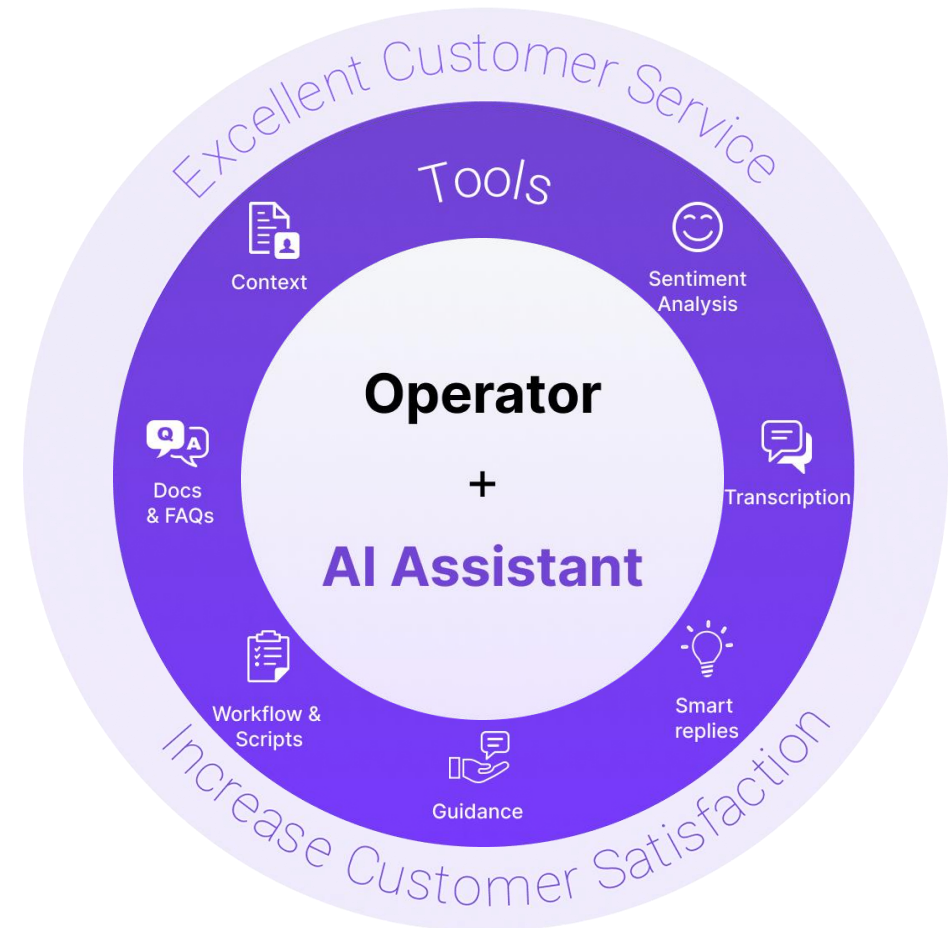 Excellent Customer Service
Tools
Context
Sentiment
Analysis
Operator
+
AI Assistant
Q A
Docs
& FAQs
Transcription
Workflow &
Scripts
Smart
replies
Guidance
Increase Customer Satisfaction